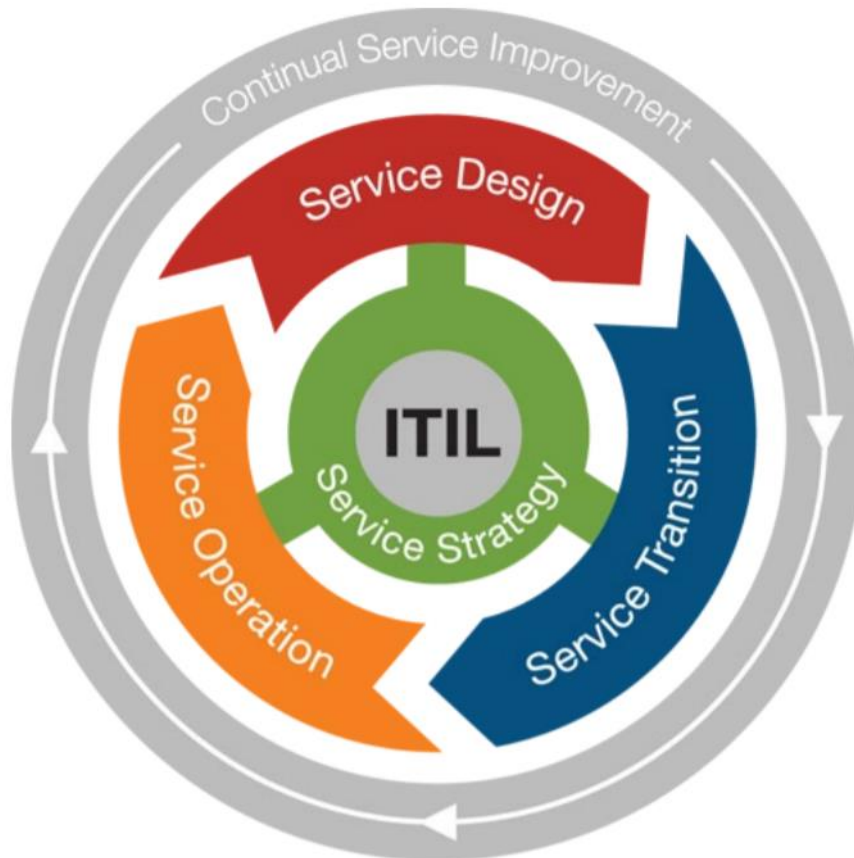 Continual Service Improvement
Service Design
Service Transition
Service Operation
Service Strategy
ITIL